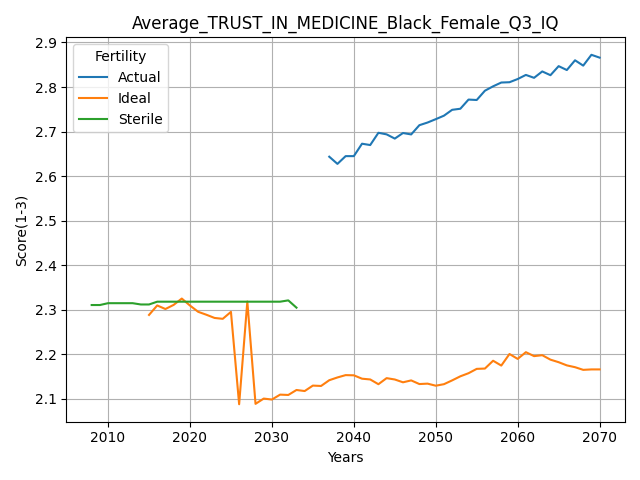 Average_TRUST_IN_MEDICINE_Black_Female_Q3_IQ
Fertility
Actual
Ideal
Sterile
Score(1-3)
2.9
2.8
2.7
2.6
2.5
2.4
2.3
2.2
2.1
2010 2020 2030 2040 2050 2060 2070
Years